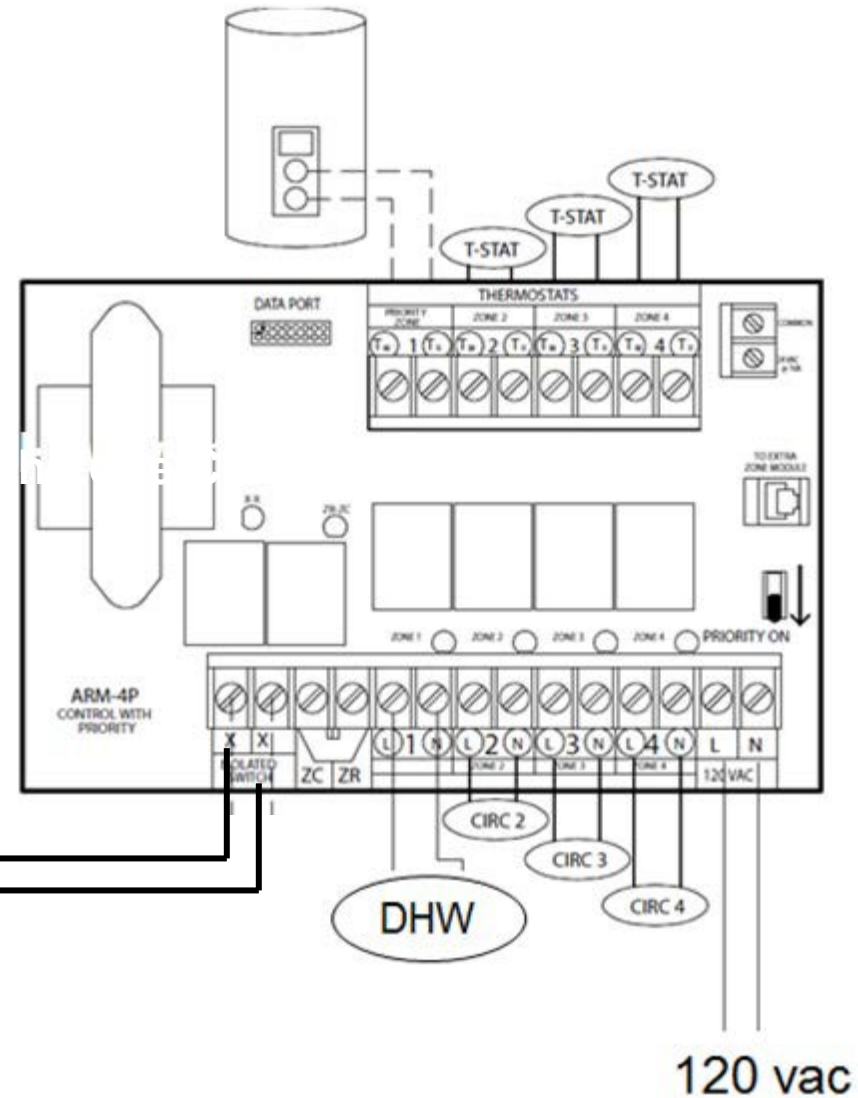 T-STAT
T-STAT
T-STAT
DATA PORT
THERMOSTATS
PRIORITY ZONE
ZONE 2
ZONE 3
ZONE 4
1
2
3
4
COMMON
TO EXTRA
ZONE MODULE
X-X
ZR-ZC
ZONE 1
ZONE 2
ZONE 3
ZONE 4
PRIORITY ON
ARM-4P
CONTROL WITH
PRIORITY
X X
ISOLATED
SWITCH
ZC ZR
L 1 N L 2 N L 3 N L 4 N L N
ZONE 2
ZONE 3
ZONE 4
120 VAC
CIRC 2
CIRC 3
CIRC 4
DHW
120 vac